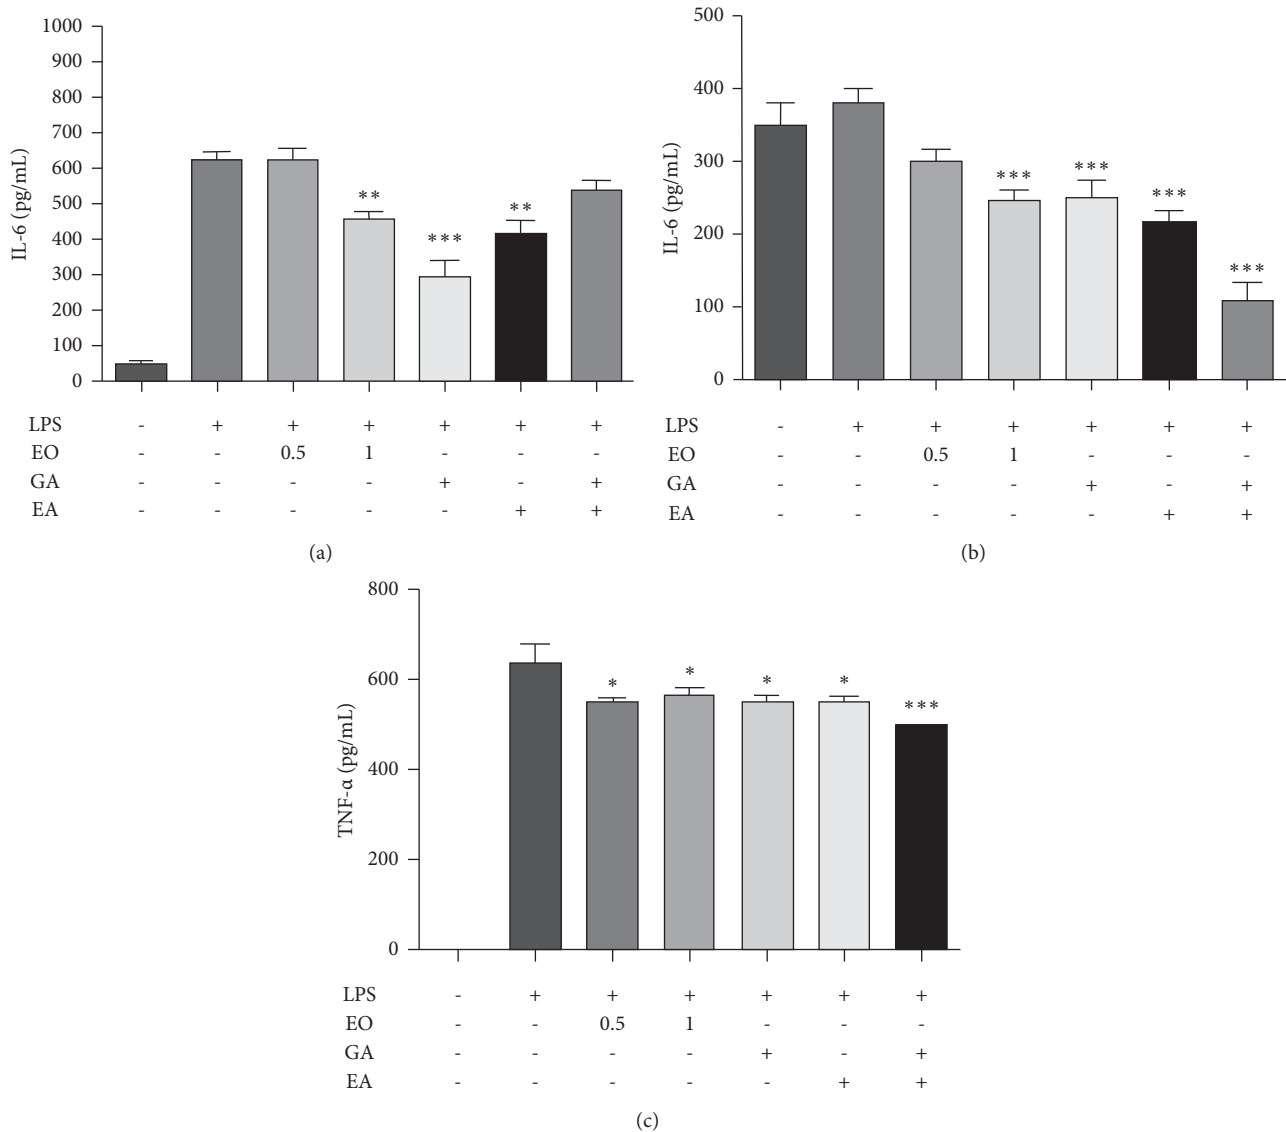 1000
900
800
700
600
500
400
300
200
100
0
IL-6 (pg/mL)
** *** **
LPS - + + + + + +
EO - - 0.5 1 - - -
GA - - - - + - +
EA - - - - - + +
(a)
500
400
300
200
100
0
IL-6 (pg/mL)
*** *** *** ***
LPS - + + + + + +
EO - - 0.5 1 - - -
GA - - - - + - +
EA - - - - - + +
(b)
800
600
400
200
0
TNF-α (pg/mL)
* * * * ***
LPS - + + + + + +
EO - - 0.5 1 - - -
GA - - - - + - +
EA - - - - - + +
(c)